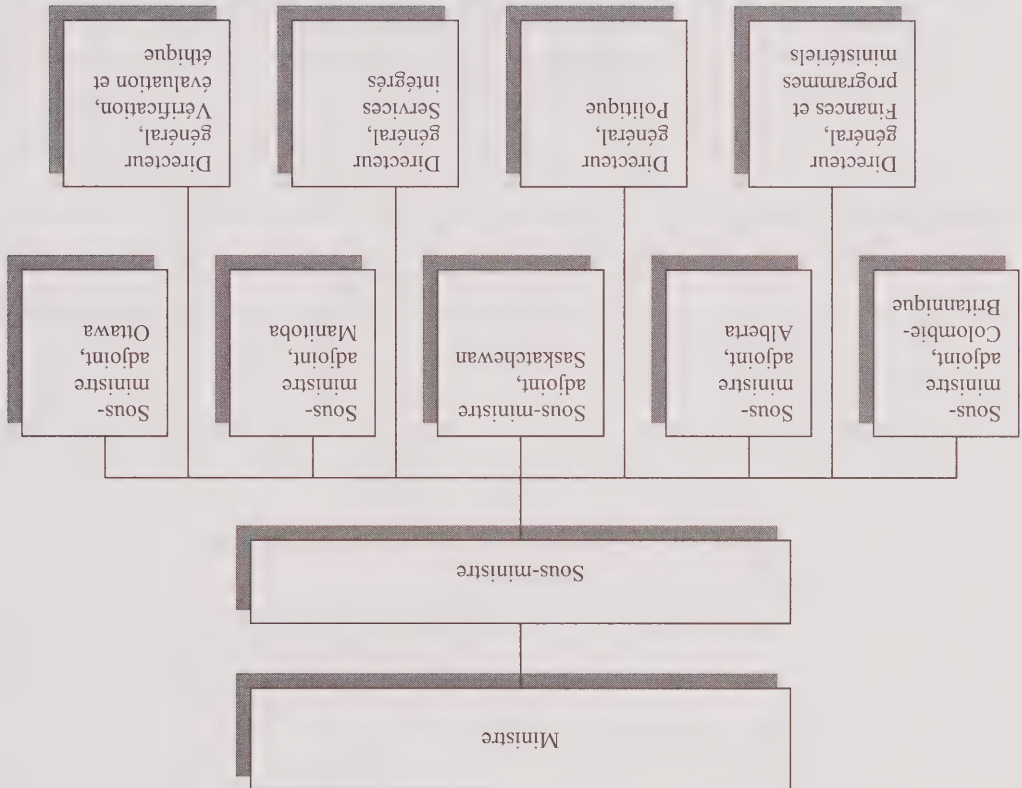 Ministre
Sous-ministre
Sous-
ministre
adjoint,
Colombie-
Britannique
Sous-
ministre
adjoint,
Alberta
Sous-ministre
adjoint,
Saskatchewan
Sous-
ministre
adjoint,
Manitoba
Sous-
ministre
adjoint,
Ottawa
Directeur
général,
Finances et
programmes
ministériels
Directeur
général,
Politique
Directeur
général,
Services
intégrés
Directeur
général,
Vérification,
évaluation et
éthique